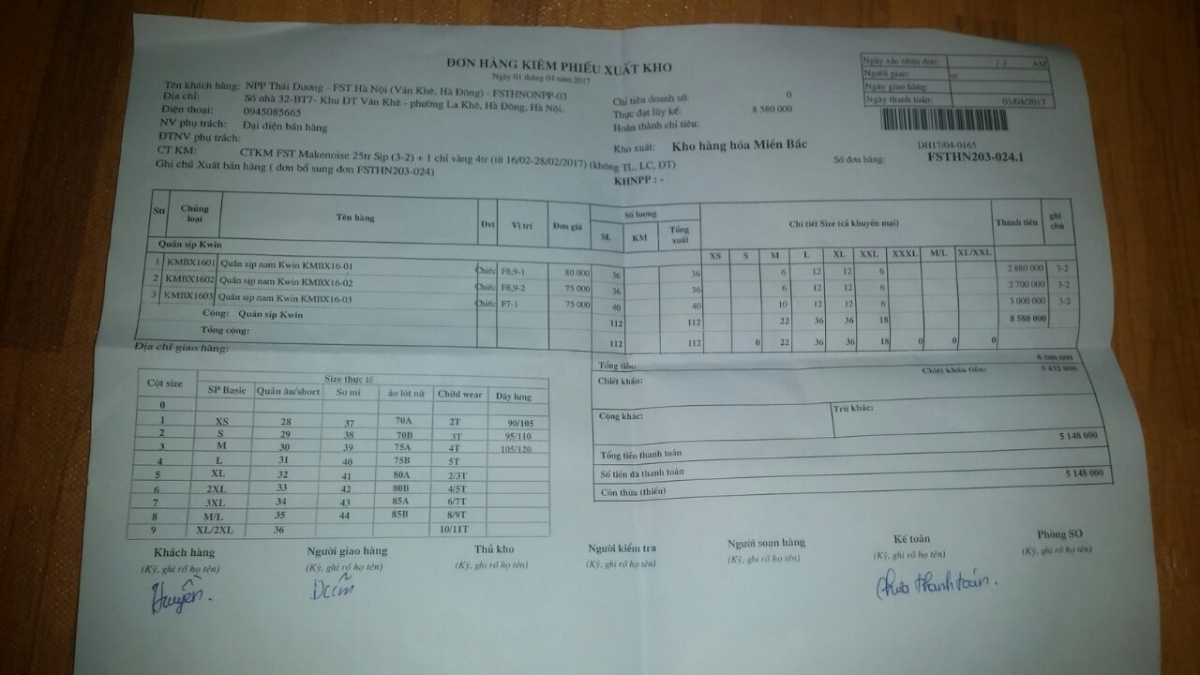 ĐƠN HÀNG KIÊM PHIẾU XUẤT KHO
Ngày 01 tháng 04 năm 2017
Ngày xác nhận đơn: / / AM
Người giao:
Ngày giao hàng:
Ngày thanh toán: 01/04/2017
Tên khách hàng: NPP Thái Dương - FST Hà Nội (Văn Khê, Hà Đông) - FSTHNONPP-03
Địa chỉ: Số nhà 32-BT7- Khu ĐT Văn Khê - phường La Khê, Hà Đông, Hà Nội.
Điện thoại: 0945085665
NV phụ trách: Đại diện bán hàng
ĐTNV phụ trách:
CT KM: CTKM FST Makenoise 25tr Sịp (3-2) + 1 chỉ vàng 4tr (từ 16/02-28/02/2017) (không TL, LC, ĐT)
Ghi chú Xuất bán hàng ( đơn bổ sung đơn FSTHN203-024)
Chỉ tiêu doanh số: 0
Thực đạt lũy kế: 8 580 000
Hoàn thành chỉ tiêu:
Kho xuất: Kho hàng hóa Miền Bắc
KHNPP : -
DH17/04-0165
Số đơn hàng: FSTHN203-024.1
Stt Chủng loại Tên hàng Đvt Vị trí Đơn giá Số lượng Chi tiết Size (cả khuyến mại) Thành tiền ghi chú
SL KM Tổng xuất XS S M L XL XXL XXXL M/L XL/XXL
Quần sịp Kwin
1 KMBX1601 Quần sịp nam Kwin KMBX16-01 Chiếc F8,9-1 80 000 36 36 6 12 12 6 2 880 000 3-2
2 KMBX1602 Quần sịp nam Kwin KMBX16-02 Chiếc F8,9-2 75 000 36 36 6 12 12 6 2 700 000 3-2
3 KMBX1603 Quần sịp nam Kwin KMBX16-03 Chiếc F7-1 75 000 40 40 10 12 12 6 3 000 000 3-2
Cộng: Quần sịp Kwin 112 112 22 36 36 18 8 580 000
Tổng cộng: 112 112 0 22 36 36 18 0 0 0
Địa chỉ giao hàng:
Tổng tiền: 8 580 000
Chiết khấu: Chiết khấu tiền: 3 432 000
Cộng khác: Trừ khác:
Tổng tiền thanh toán 5 148 000
Số tiền đã thanh toán
Còn thừa (thiếu) 5 148 000
Cột size Size thực tế
SP Basic Quần âu/short Sơ mi áo lót nữ Child wear Dây lưng
0
1 XS 28 37 70A 2T 90/105
2 S 29 38 70B 3T 95/110
3 M 30 39 75A 4T 105/120
4 L 31 40 75B 5T
5 XL 32 41 80A 2/3T
6 2XL 33 42 80B 4/5T
7 3XL 34 43 85A 6/7T
8 M/L 35 44 85B 8/9T
9 XL/2XL 36 10/11T
Khách hàng Người giao hàng Thủ kho Người kiểm tra Người soạn hàng Kế toán Phòng SO
(Ký, ghi rõ họ tên) (Ký, ghi rõ họ tên) (Ký, ghi rõ họ tên) (Ký, ghi rõ họ tên) (Ký, ghi rõ họ tên) (Ký, ghi rõ họ tên) (Ký, ghi rõ họ tên)
Huyền. Chưa thanh toán.